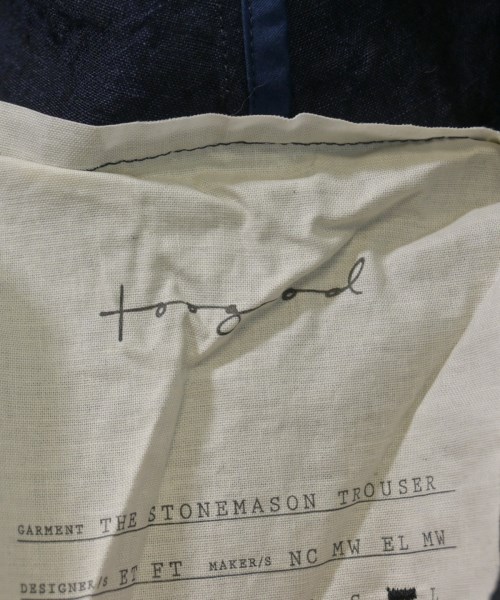 toogood
GARMENT THE STONEMASON TROUSER
DESIGNER/S ET FT MAKER/S NC MW EL MW
S L